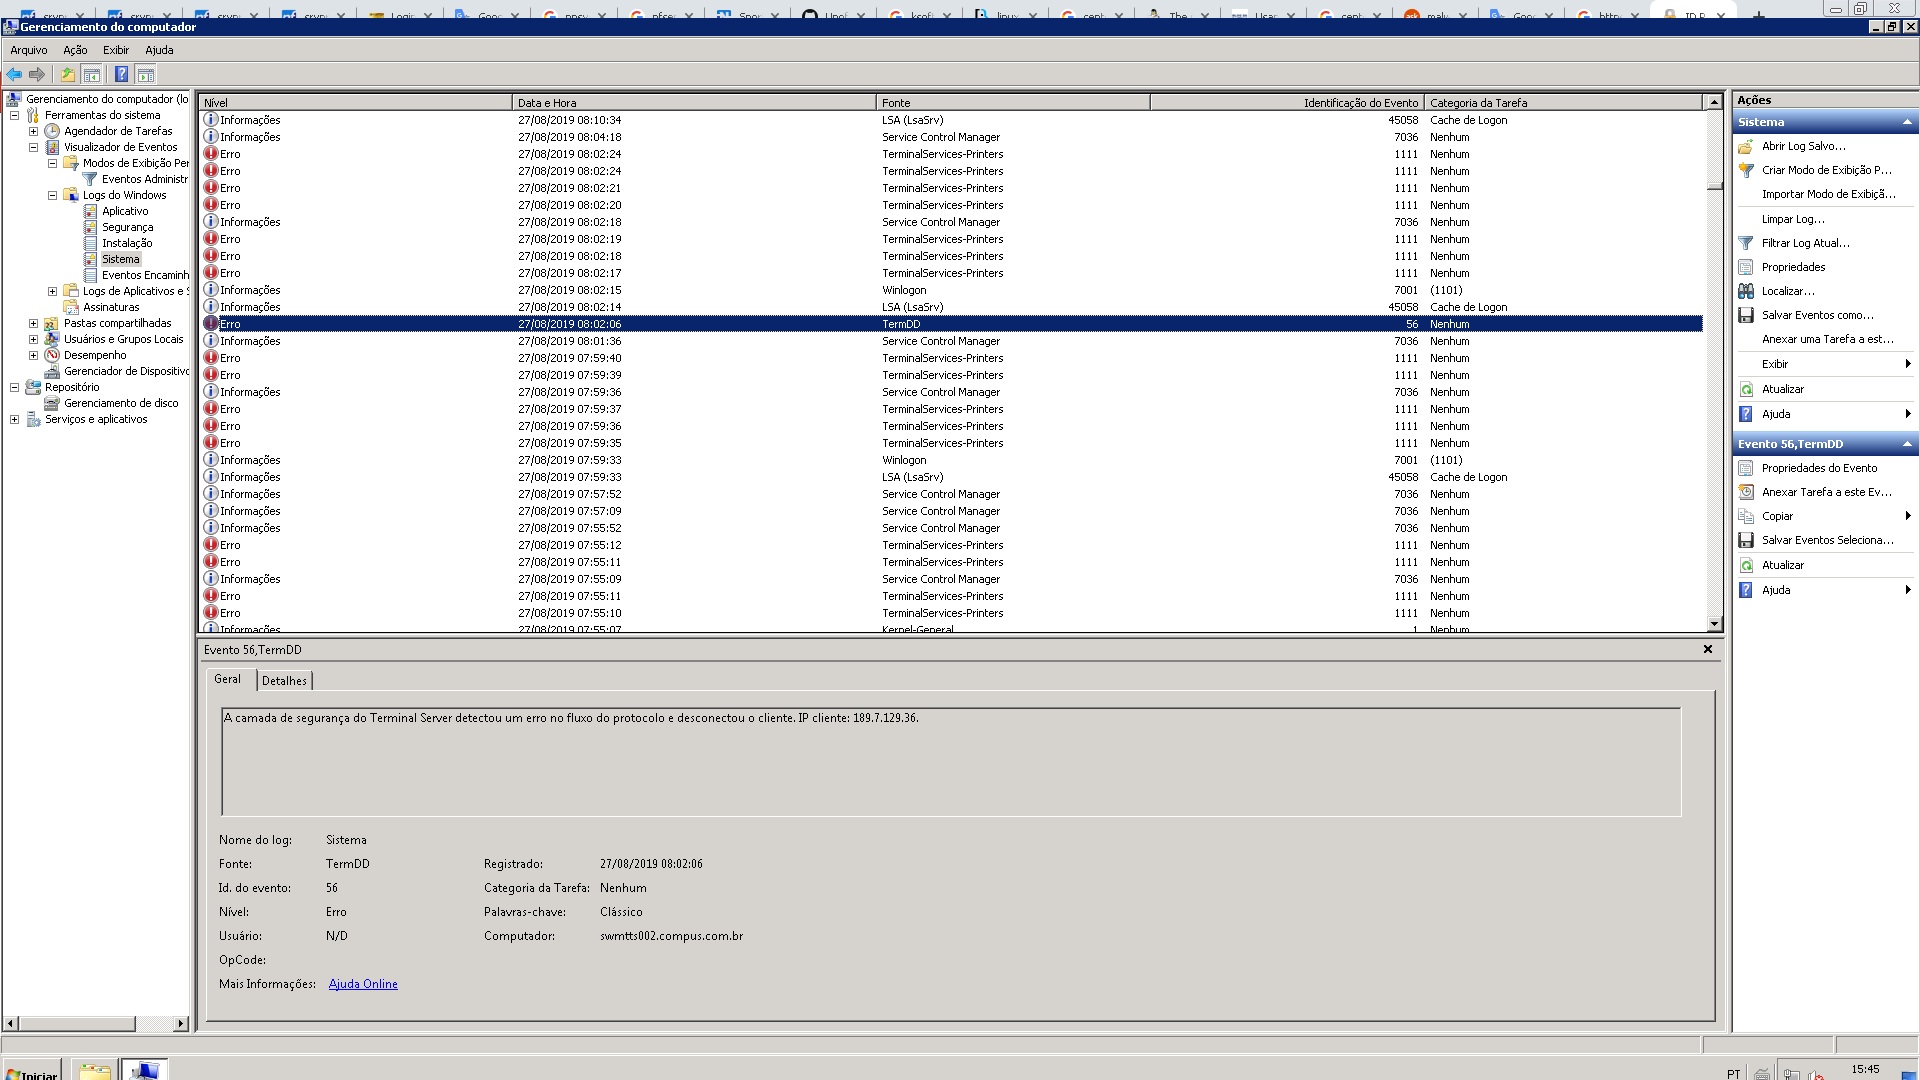 Gerenciamento do computador
Arquivo Ação Exibir Ajuda
Gerenciamento do computador (lo
Ferramentas do sistema
Agendador de Tarefas
Visualizador de Eventos
Modos de Exibição Per
Eventos Administr
Logs do Windows
Aplicativo
Segurança
Instalação
Sistema
Eventos Encaminh
Logs de Aplicativos e S
Assinaturas
Pastas compartilhadas
Usuários e Grupos Locais
Desempenho
Gerenciador de Dispositivo
Repositório
Gerenciamento de disco
Serviços e aplicativos
Nível Data e Hora Fonte Identificação do Evento Categoria da Tarefa
Informações 27/08/2019 08:10:34 LSA (LsaSrv) 45058 Cache de Logon
Informações 27/08/2019 08:04:18 Service Control Manager 7036 Nenhum
Erro 27/08/2019 08:02:24 TerminalServices-Printers 1111 Nenhum
Erro 27/08/2019 08:02:24 TerminalServices-Printers 1111 Nenhum
Erro 27/08/2019 08:02:21 TerminalServices-Printers 1111 Nenhum
Erro 27/08/2019 08:02:20 TerminalServices-Printers 1111 Nenhum
Informações 27/08/2019 08:02:18 Service Control Manager 7036 Nenhum
Erro 27/08/2019 08:02:19 TerminalServices-Printers 1111 Nenhum
Erro 27/08/2019 08:02:18 TerminalServices-Printers 1111 Nenhum
Erro 27/08/2019 08:02:17 TerminalServices-Printers 1111 Nenhum
Informações 27/08/2019 08:02:15 Winlogon 7001 (1101)
Informações 27/08/2019 08:02:14 LSA (LsaSrv) 45058 Cache de Logon
Erro 27/08/2019 08:02:06 TermDD 56 Nenhum
Informações 27/08/2019 08:01:36 Service Control Manager 7036 Nenhum
Erro 27/08/2019 07:59:40 TerminalServices-Printers 1111 Nenhum
Erro 27/08/2019 07:59:39 TerminalServices-Printers 1111 Nenhum
Informações 27/08/2019 07:59:36 Service Control Manager 7036 Nenhum
Erro 27/08/2019 07:59:37 TerminalServices-Printers 1111 Nenhum
Erro 27/08/2019 07:59:36 TerminalServices-Printers 1111 Nenhum
Erro 27/08/2019 07:59:35 TerminalServices-Printers 1111 Nenhum
Informações 27/08/2019 07:59:33 Winlogon 7001 (1101)
Informações 27/08/2019 07:59:33 LSA (LsaSrv) 45058 Cache de Logon
Informações 27/08/2019 07:57:52 Service Control Manager 7036 Nenhum
Informações 27/08/2019 07:57:09 Service Control Manager 7036 Nenhum
Informações 27/08/2019 07:55:52 Service Control Manager 7036 Nenhum
Erro 27/08/2019 07:55:12 TerminalServices-Printers 1111 Nenhum
Erro 27/08/2019 07:55:11 TerminalServices-Printers 1111 Nenhum
Informações 27/08/2019 07:55:09 Service Control Manager 7036 Nenhum
Erro 27/08/2019 07:55:11 TerminalServices-Printers 1111 Nenhum
Erro 27/08/2019 07:55:10 TerminalServices-Printers 1111 Nenhum
Informações 27/08/2019 07:55:07 Kernel-General 1 Nenhum
Evento 56,TermDD
Geral Detalhes
A camada de segurança do Terminal Server detectou um erro no fluxo do protocolo e desconectou o cliente. IP cliente: 189.7.129.36.
Nome do log: Sistema
Fonte: TermDD Registrado: 27/08/2019 08:02:06
Id. do evento: 56 Categoria da Tarefa: Nenhum
Nível: Erro Palavras-chave: Clássico
Usuário: N/D Computador: swmtts002.compus.com.br
OpCode:
Mais Informações: Ajuda Online
Ações
Sistema
Abrir Log Salvo...
Criar Modo de Exibição P...
Importar Modo de Exibiçã...
Limpar Log...
Filtrar Log Atual...
Propriedades
Localizar...
Salvar Eventos como...
Anexar uma Tarefa a est...
Exibir
Atualizar
Ajuda
Evento 56,TermDD
Propriedades do Evento
Anexar Tarefa a este Ev...
Copiar
Salvar Eventos Seleciona...
Atualizar
Ajuda
Iniciar PT 15:45